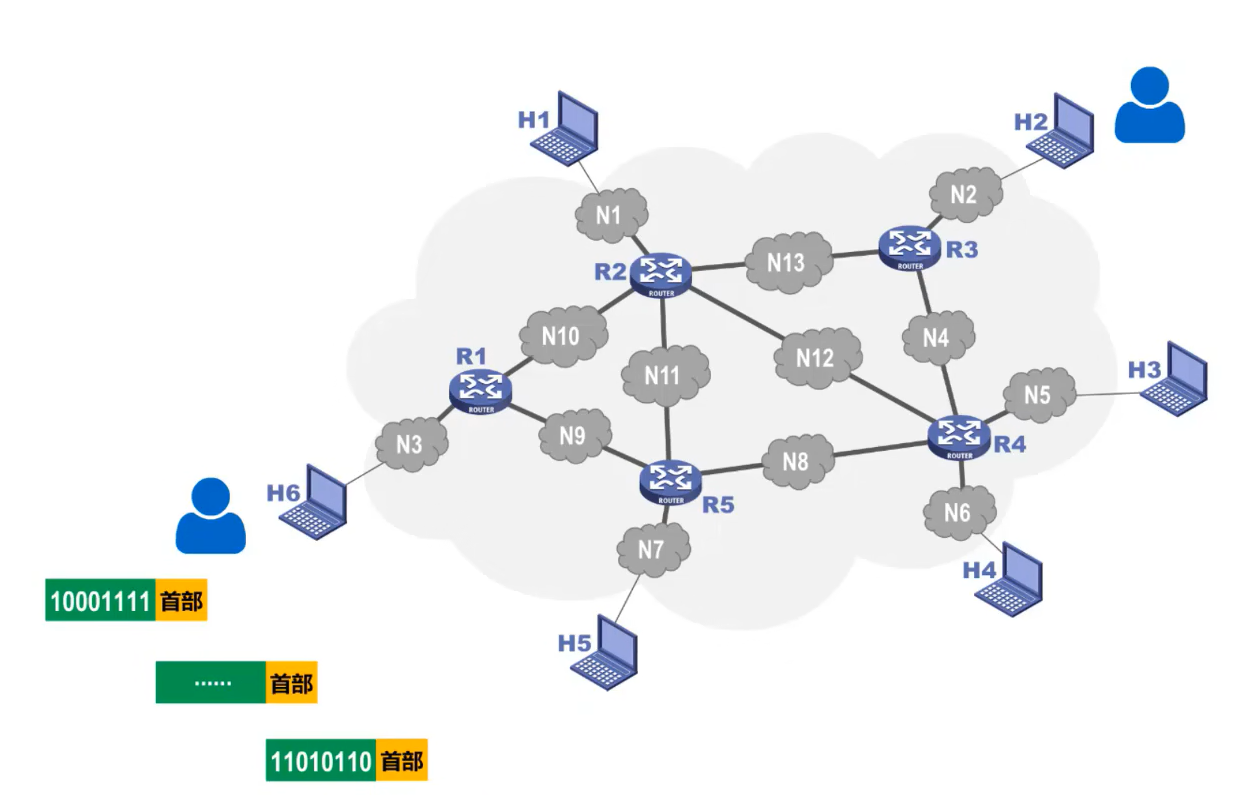 H1
H2
N1
N2
R2
N13
R3
ROUTER
ROUTER
N10
N12
N4
R1
N11
H3
ROUTER
N5
N3
N9
ROUTER
R4
H6
N8
ROUTER
R5
N6
N7
H4
10001111 首部
H5
...... 首部
11010110 首部